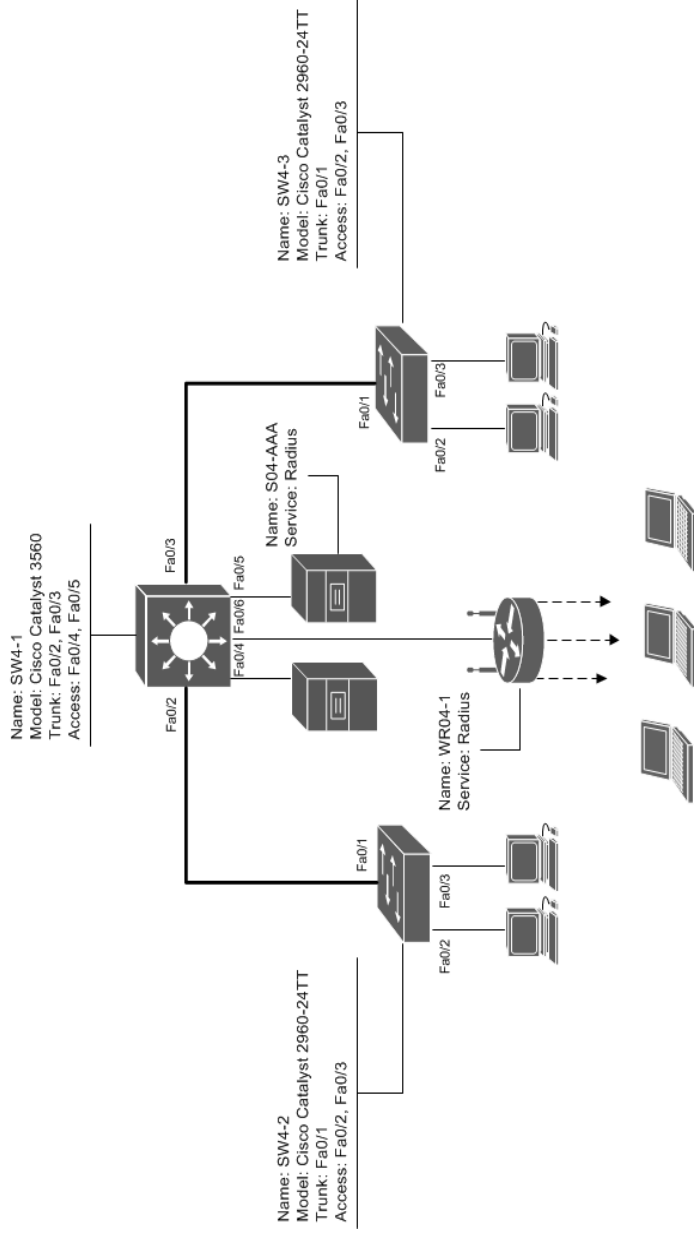 Name: SW4-1
Model: Cisco Catalyst 3560
Trunk: Fa0/2, Fa0/3
Access: Fa0/4, Fa0/5
Fa0/2
Fa0/3
Fa0/4
Fa0/6
Fa0/5
Name: S04-AAA
Service: Radius
Name: SW4-2
Model: Cisco Catalyst 2960-24TT
Trunk: Fa0/1
Access: Fa0/2, Fa0/3
Fa0/1
Fa0/2
Fa0/3
Name: WR04-1
Service: Radius
Name: SW4-3
Model: Cisco Catalyst 2960-24TT
Trunk: Fa0/1
Access: Fa0/2, Fa0/3
Fa0/1
Fa0/2
Fa0/3